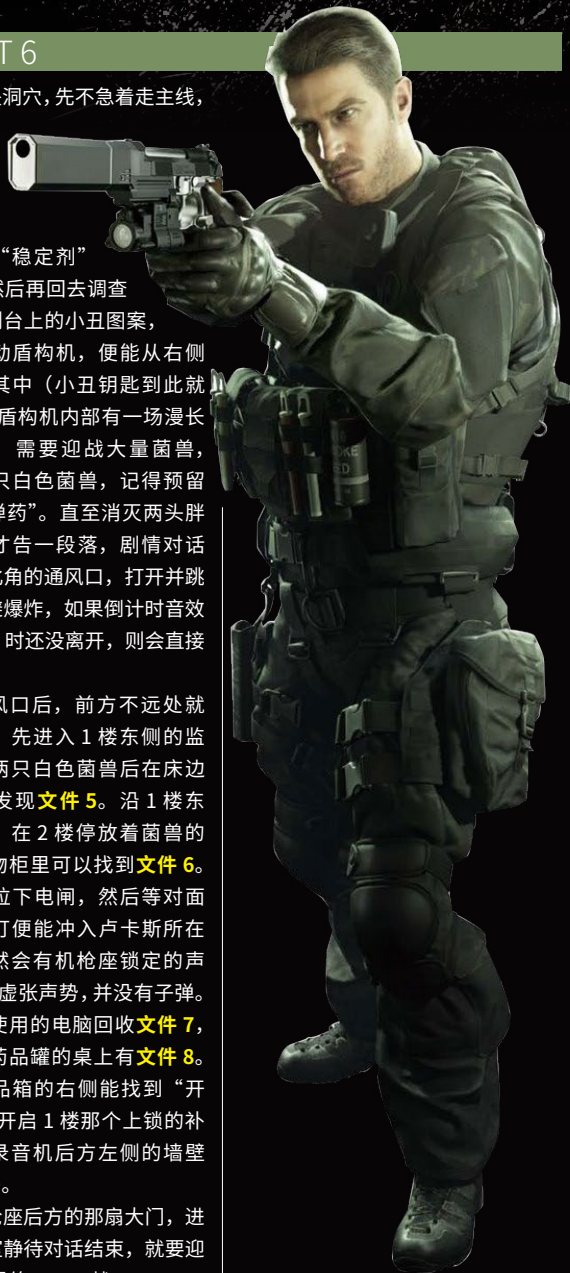 T 6
洞穴，先不急着走主线，
“稳定剂”
然后再回去调查
台上的小丑图案，
动盾构机，便能从右侧
其中（小丑钥匙到此就
盾构机内部有一场漫长
需要迎战大量菌兽，
只白色菌兽，记得预留
弹药”。直至消灭两头胖
才告一段落，剧情对话
角的通风口，打开并跳
爆炸，如果倒计时音效
时还没离开，则会直接
风口后，前方不远处就
先进入 1 楼东侧的监
两只白色菌兽后在床边
发现文件 5。沿 1 楼东
在 2 楼停放着菌兽的
物柜里可以找到文件 6。
拉下电闸，然后等对面
灯便能冲入卢卡斯所在
然会有机枪座锁定的声
虚张声势，并没有子弹。
使用的电脑回收文件 7，
药品罐的桌上有文件 8。
品箱的右侧能找到“开
开启 1 楼那个上锁的补
录音机后方左侧的墙壁
。
座后方的那扇大门，进
静待对话结束，就要迎